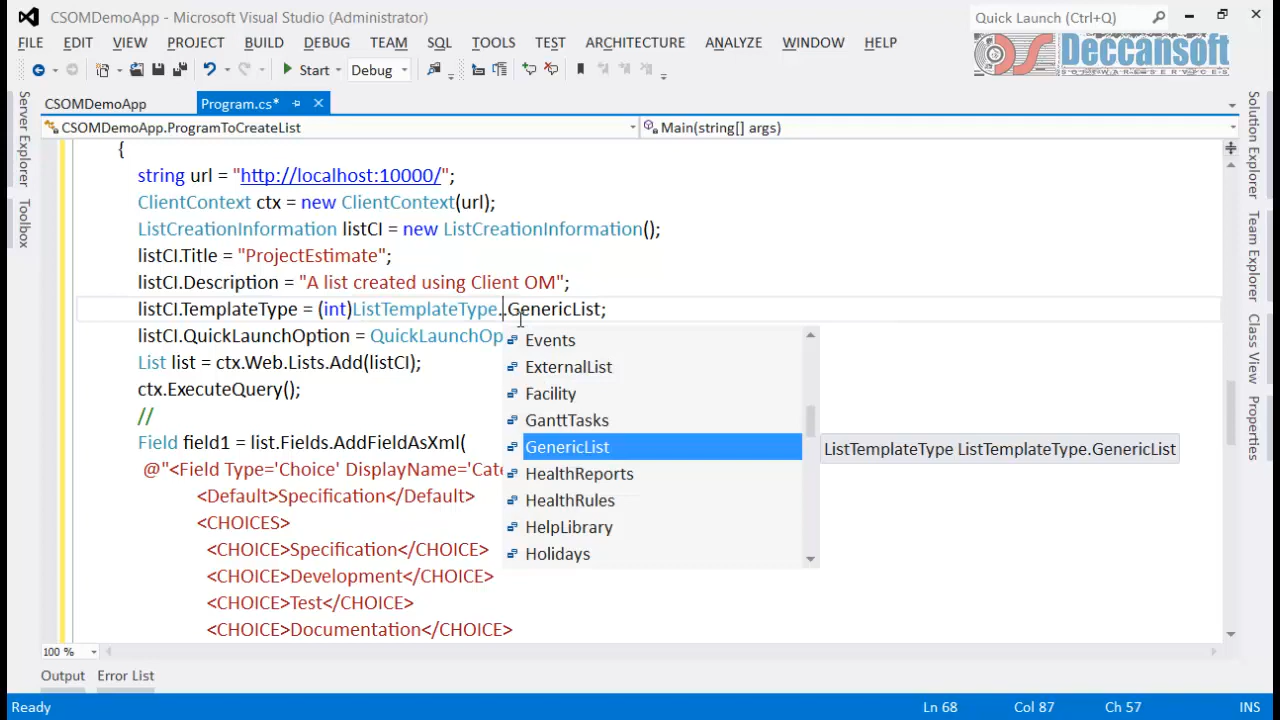 CSOMDemoApp - Microsoft Visual Studio (Administrator)
Quick Launch (Ctrl+Q)
FILE EDIT VIEW PROJECT BUILD DEBUG TEAM SQL TOOLS TEST ARCHITECTURE ANALYZE WINDOW HELP
Deccansoft
SOFTWARE SERVICES
Start Debug
CSOMDemoApp Program.cs*
CSOMDemoApp.ProgramToCreateList Main(string[] args)
Server Explorer
Toolbox
{
string url = "http://localhost:10000/";
ClientContext ctx = new ClientContext(url);
ListCreationInformation listCI = new ListCreationInformation();
listCI.Title = "ProjectEstimate";
listCI.Description = "A list created using Client OM";
listCI.TemplateType = (int)ListTemplateType..GenericList;
listCI.QuickLaunchOption = QuickLaunchOp
List list = ctx.Web.Lists.Add(listCI);
ctx.ExecuteQuery();
//
Field field1 = list.Fields.AddFieldAsXml(
@"<Field Type='Choice' DisplayName='Cate
<Default>Specification</Default>
<CHOICES>
<CHOICE>Specification</CHOICE>
<CHOICE>Development</CHOICE>
<CHOICE>Test</CHOICE>
<CHOICE>Documentation</CHOICE>
Events
ExternalList
Facility
GanttTasks
GenericList
HealthReports
HealthRules
HelpLibrary
Holidays
ListTemplateType ListTemplateType.GenericList
Solution Explorer
Team Explorer
Class View
Properties
100 %
Output Error List
Ready Ln 68 Col 87 Ch 57 INS